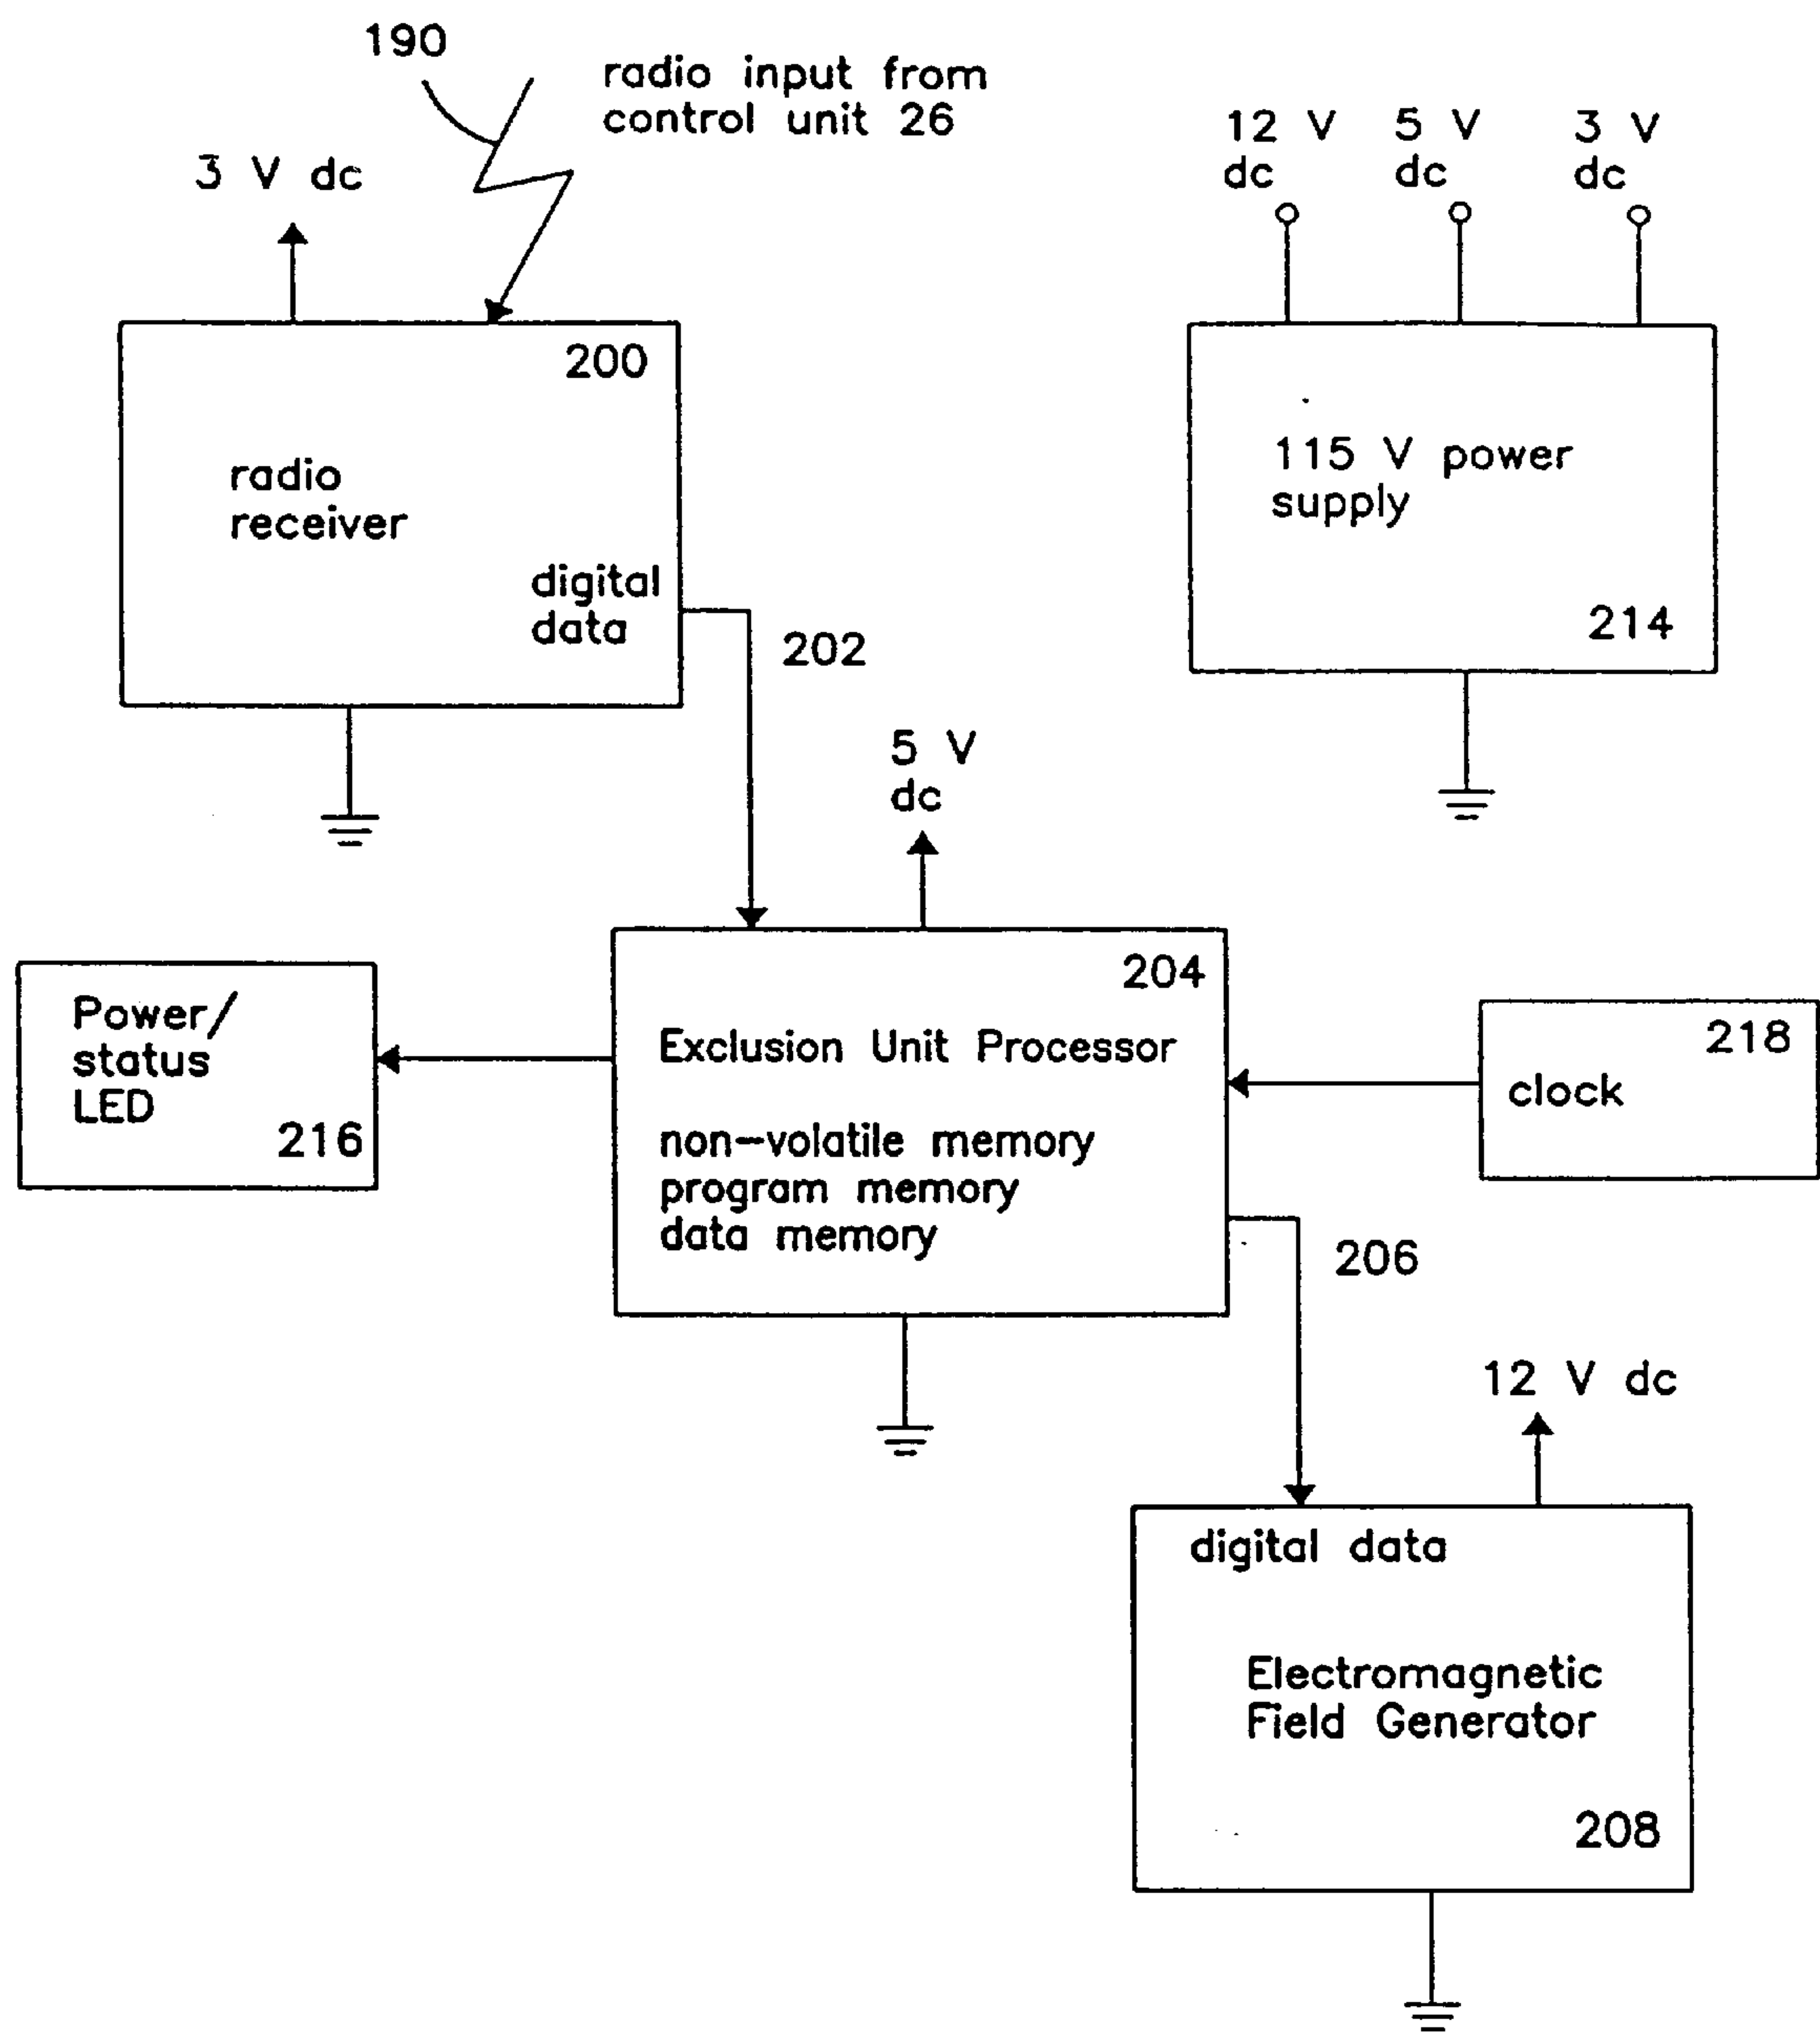 190
radio input from
control unit 26
3 V dc
12 V
dc
5 V
dc
3 V
dc
200
radio
receiver
digital
data
202
115 V power
supply
214
5 V
dc
204
Exclusion Unit Processor
non-volatile memory
program memory
data memory
Power/
status
LED
216
218
clock
206
12 V dc
digital data
Electromagnetic
Field Generator
208